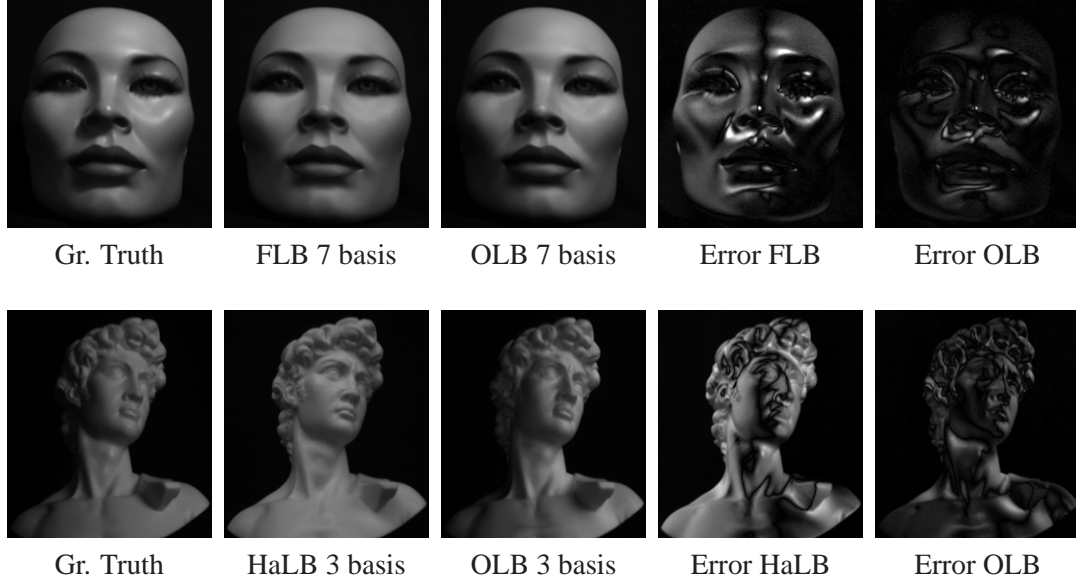 Gr. Truth FLB 7 basis OLB 7 basis Error FLB Error OLB
Gr. Truth HaLB 3 basis OLB 3 basis Error HaLB Error OLB